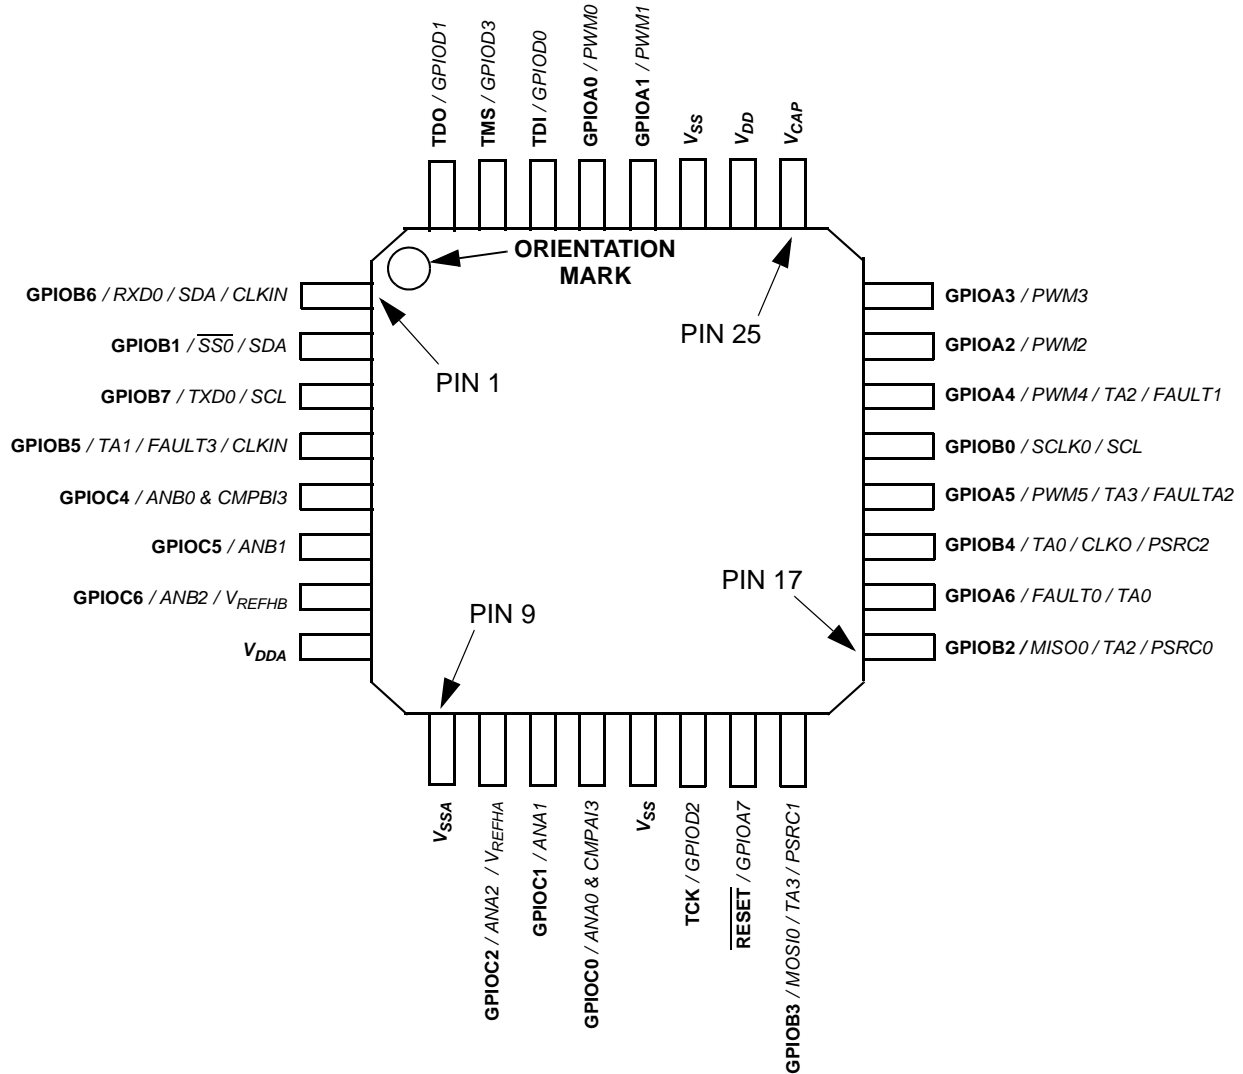 TDO / GPIOD1
TMS / GPIOD3
TDI / GPIOD0
GPIOA0 / PWM0
GPIOA1 / PWM1
VSS
VDD
VCAP
ORIENTATION
MARK
PIN 25
PIN 1
GPIOB6 / RXD0 / SDA / CLKIN
GPIOB1 / SS0 / SDA
GPIOB7 / TXD0 / SCL
GPIOB5 / TA1 / FAULT3 / CLKIN
GPIOC4 / ANB0 & CMPBI3
GPIOC5 / ANB1
GPIOC6 / ANB2 / VREFHB
VDDA
GPIOA3 / PWM3
GPIOA2 / PWM2
GPIOA4 / PWM4 / TA2 / FAULT1
GPIOB0 / SCLK0 / SCL
GPIOA5 / PWM5 / TA3 / FAULTA2
GPIOB4 / TA0 / CLKO / PSRC2
GPIOA6 / FAULT0 / TA0
GPIOB2 / MISO0 / TA2 / PSRC0
PIN 17
PIN 9
VSSA
GPIOC2 / ANA2 / VREFHA
GPIOC1 / ANA1
GPIOC0 / ANA0 & CMPAI3
VSS
TCK / GPIOD2
RESET / GPIOA7
GPIOB3 / MOSI0 / TA3 / PSRC1